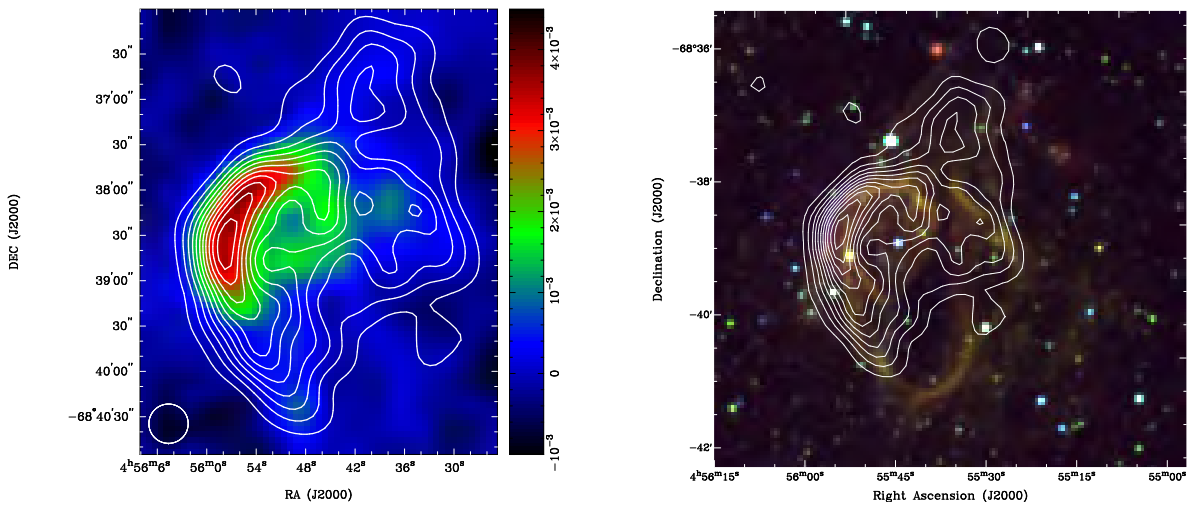 30″
37′00″
30″
38′00″
30″
39′00″
30″
40′00″
−68°40′30″
DEC (J2000)
4ʰ56ᵐ6ˢ 56ᵐ0ˢ 54ˢ 48ˢ 42ˢ 36ˢ 30ˢ
RA (J2000)
−10⁻³ 0 10⁻³ 2×10⁻³ 3×10⁻³ 4×10⁻³
−68°36′
−38′
−40′
−42′
Declination (J2000)
4ʰ56ᵐ15ˢ 56ᵐ00ˢ 55ᵐ45ˢ 55ᵐ30ˢ 55ᵐ15ˢ 55ᵐ00ˢ
Right Ascension (J2000)